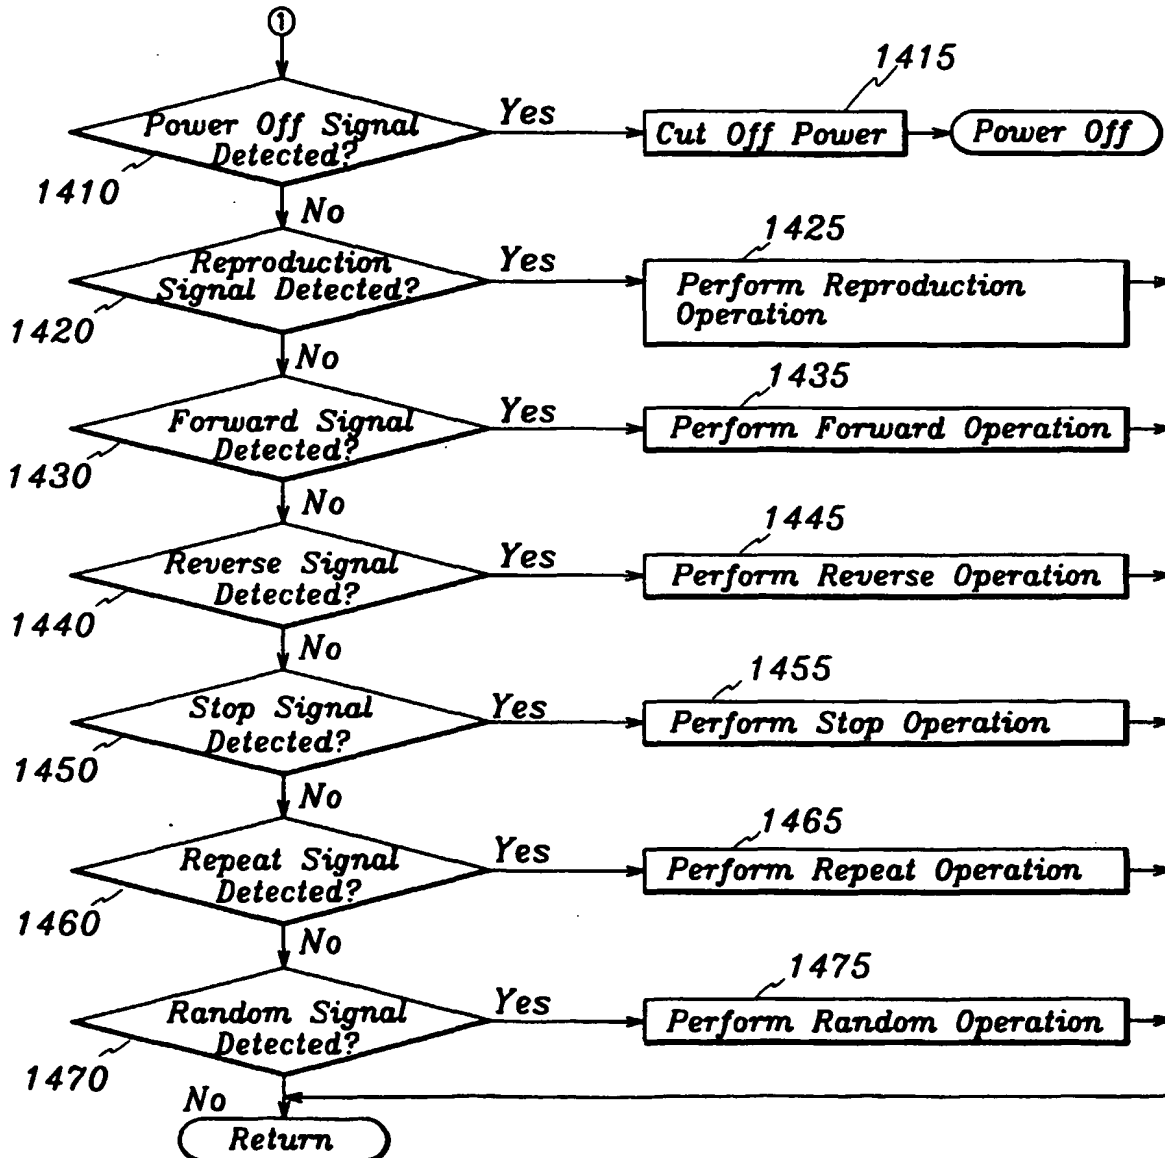 1
1415
Power Off Signal
Detected?
Yes
Cut Off Power
Power Off
1410
No
1425
Reproduction
Signal Detected?
Yes
Perform Reproduction
Operation
1420
No
1435
Forward Signal
Detected?
Yes
Perform Forward Operation
1430
No
1445
Reverse Signal
Detected?
Yes
Perform Reverse Operation
1440
No
1455
Stop Signal
Detected?
Yes
Perform Stop Operation
1450
No
1465
Repeat Signal
Detected?
Yes
Perform Repeat Operation
1460
No
1475
Random Signal
Detected?
Yes
Perform Random Operation
1470
No
Return